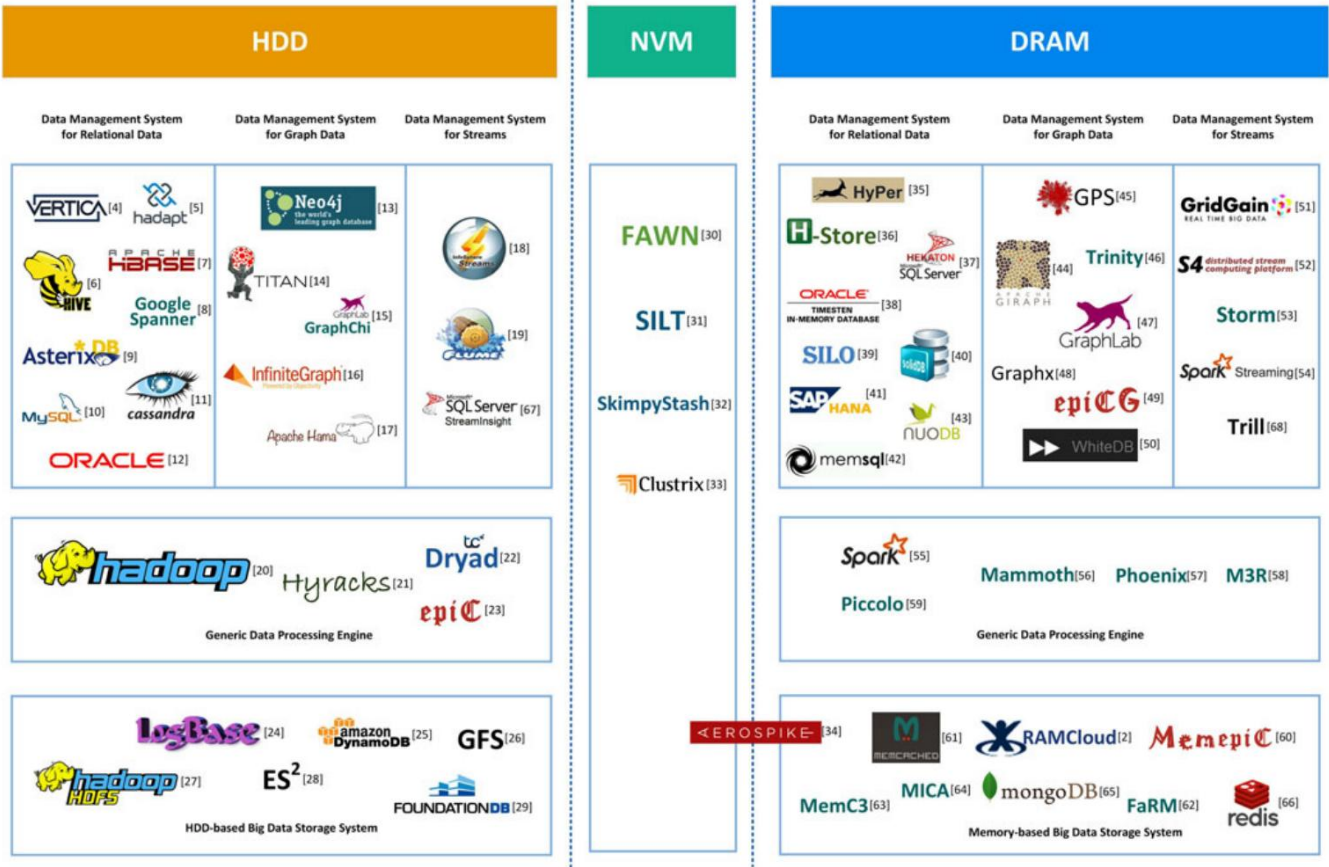 HDD
NVM
DRAM
Data Management System
for Relational Data
Data Management System
for Graph Data
Data Management System
for Streams
Data Management System
for Relational Data
Data Management System
for Graph Data
Data Management System
for Streams
VERTICA [4]
hadapt [5]
HIVE [6]
APACHE
HBASE [7]
Google
Spanner [8]
AsterixDB [9]
MySQL [10]
cassandra [11]
ORACLE [12]
Neo4j
the world's
leading graph database
[13]
TITAN [14]
GraphLab
GraphChi [15]
InfiniteGraph [16]
Powered by Objectivity
Apache Hama [17]
InfoSphere
Streams [18]
FLUME [19]
Microsoft
SQL Server
StreamInsight [67]
FAWN [30]
SILT [31]
SkimpyStash [32]
Clustrix [33]
HyPer [35]
H-Store [36]
HEKATON
Microsoft
SQL Server [37]
ORACLE
TIMESTEN
IN-MEMORY DATABASE [38]
SILO [39]
solidDB [40]
SAP HANA [41]
NUODB [43]
memsql [42]
GPS [45]
APACHE
GIRAPH [44]
Trinity [46]
GraphLab [47]
Graphx [48]
epiCG [49]
WhiteDB [50]
GridGain
REAL TIME BIG DATA
[51]
S4 distributed stream
computing platform [52]
Storm [53]
Spark Streaming [54]
Trill [68]
hadoop [20]
Hyracks [21]
Dryad [22]
epiC [23]
Generic Data Processing Engine
Spark [55]
Mammoth [56]
Phoenix [57]
M3R [58]
Piccolo [59]
Generic Data Processing Engine
LogBase [24]
amazon
DynamoDB [25]
GFS [26]
hadoop
HDFS [27]
ES² [28]
FOUNDATIONDB [29]
HDD-based Big Data Storage System
AEROSPIKE [34]
MEMCACHED [61]
RAMCloud [2]
MemepiC [60]
MemC3 [63]
MICA [64]
mongoDB [65]
FaRM [62]
redis [66]
Memory-based Big Data Storage System